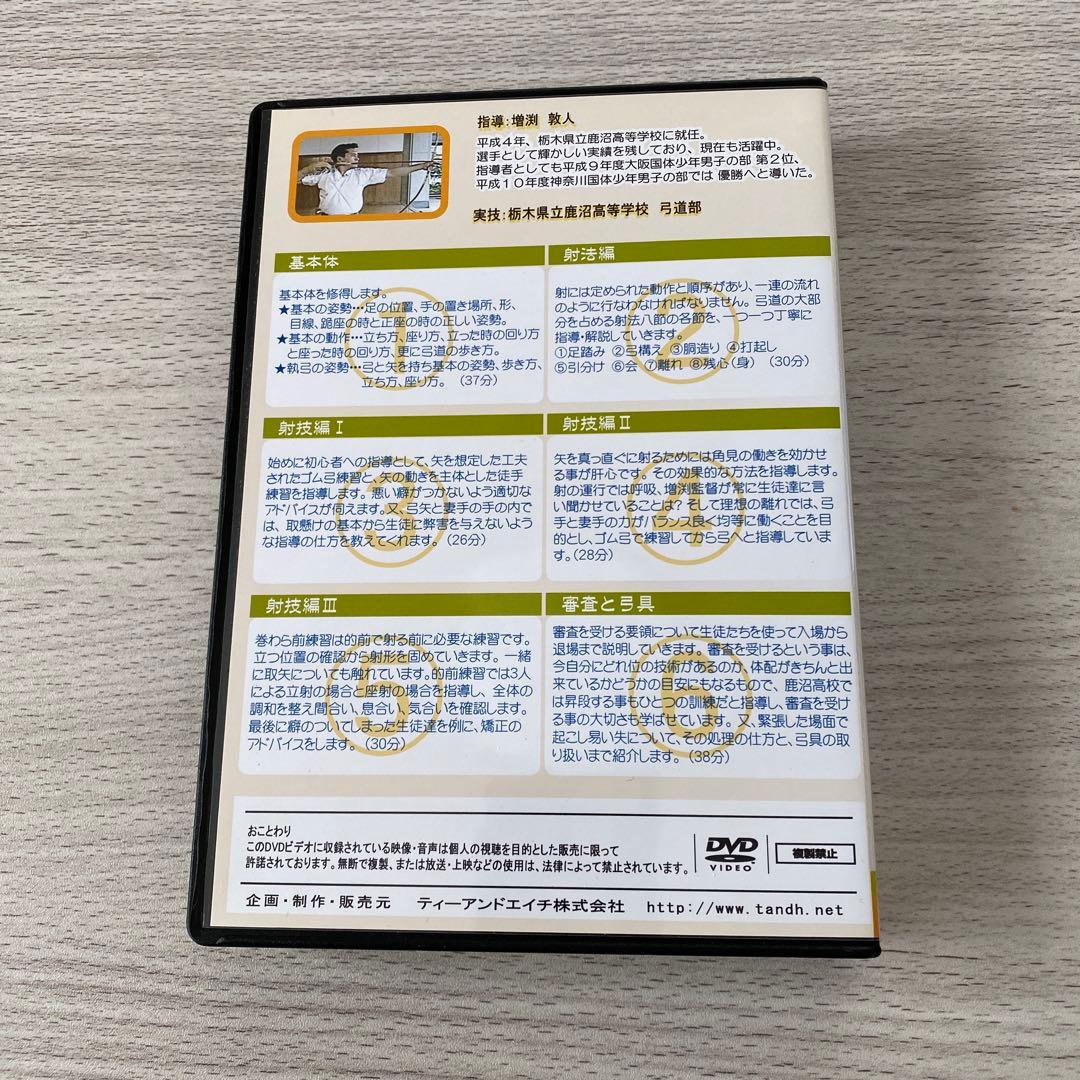 指導:増渕 敦人
平成4年、栃木県立鹿沼高等学校に就任。
選手として輝かしい実績を残しており、現在も活躍中。
指導者としても平成9年度大阪国体少年男子の部 第2位、
平成10年度神奈川国体少年男子の部では 優勝へと導いた。
実技:栃木県立鹿沼高等学校 弓道部
基本体
①
基本体を修得します。
★基本の姿勢…足の位置、手の置き場所、形、
目線、跪座の時と正座の時の正しい姿勢。
★基本の動作…立ち方、座り方、立った時の回り方
と座った時の回り方、更に弓道の歩き方。
★執弓の姿勢…弓と矢を持ち基本の姿勢、歩き方、
立ち方、座り方。 (37分)
射法編
②
射には定められた動作と順序があり、一連の流れ
のように行なわなければなりません。弓道の大部
分を占める射法八節の各節を、一つ一つ丁寧に
指導・解説していきます。
①足踏み ②弓構え ③胴造り ④打起し
⑤引分け ⑥会 ⑦離れ ⑧残心(身) (30分)
射技編Ⅰ
③
始めに初心者への指導として、矢を想定した工夫
されたゴム弓練習と、矢の動きを主体とした徒手
練習を指導します。悪い癖がつかないよう適切な
アドバイスが伺えます。 弓矢と妻手の手の内で
は、取懸けの基本から生徒に弊害を与えないよう
な指導の仕方を教えてくれます。(26分)
射技編Ⅱ
④
矢を真っ直ぐに射るためには角見の働きを効かせ
る事が肝心です。その効果的な方法を指導します。
射の運行では呼吸、増渕監督が常に生徒達に言
い聞かせていることは? そして理想の離れでは、弓
手と妻手の力がバランス良く均等に働くことを目
的とし、ゴム弓で練習してから弓へと指導していま
す。(28分)
射技編Ⅲ
⑤
巻わら前練習は的前で射る前に必要な練習です。
立つ位置の確認から射形を固めていきます。一緒
に取矢についても触れています。的前練習では3人
による立射の場合と座射の場合を指導し、全体の
調和を整え間合い、息合い、気合いを確認します。
最後に癖のついてしまった生徒達を例に、矯正の
アドバイスをします。 (30分)
審査と弓具
⑥
審査を受ける要領について生徒たちを使って入場から
退場まで説明していきます。審査を受けるという事は、
今自分にどれ位の技術があるのか、体配がきちんと出
来ているかどうかの目安にもなるもので、鹿沼高校で
は昇段する事もひとつの訓練だと指導し、審査を受け
る事の大切さも学ばせています。又、緊張した場面で
起こし易い失について、その処理の仕方と、弓具の取
り扱いまで紹介します。(38分)
おことわり
このDVDビデオに収録されている映像・音声は個人の視聴を目的とした販売に限って
許諾されております。無断で複製、または放送・上映などの使用は、法律によって禁止されています。
DVD
VIDEO
複製禁止
企画・制作・販売元 ティーアンドエイチ株式会社 http://www.tandh.net